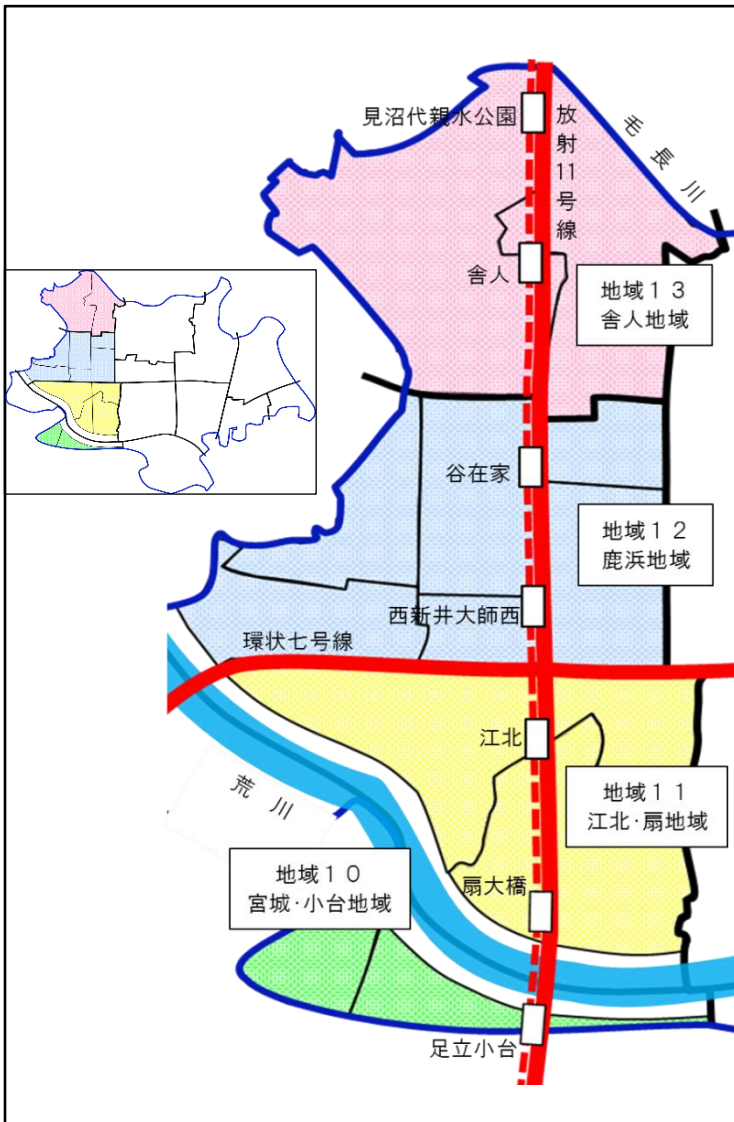 見沼代親水公園
放射11号線
毛長川
舎人
地域１３
舎人地域
谷在家
地域１２
鹿浜地域
西新井大師西
環状七号線
江北
荒川
地域１１
江北･扇地域
地域１０
宮城･小台地域
扇大橋
足立小台